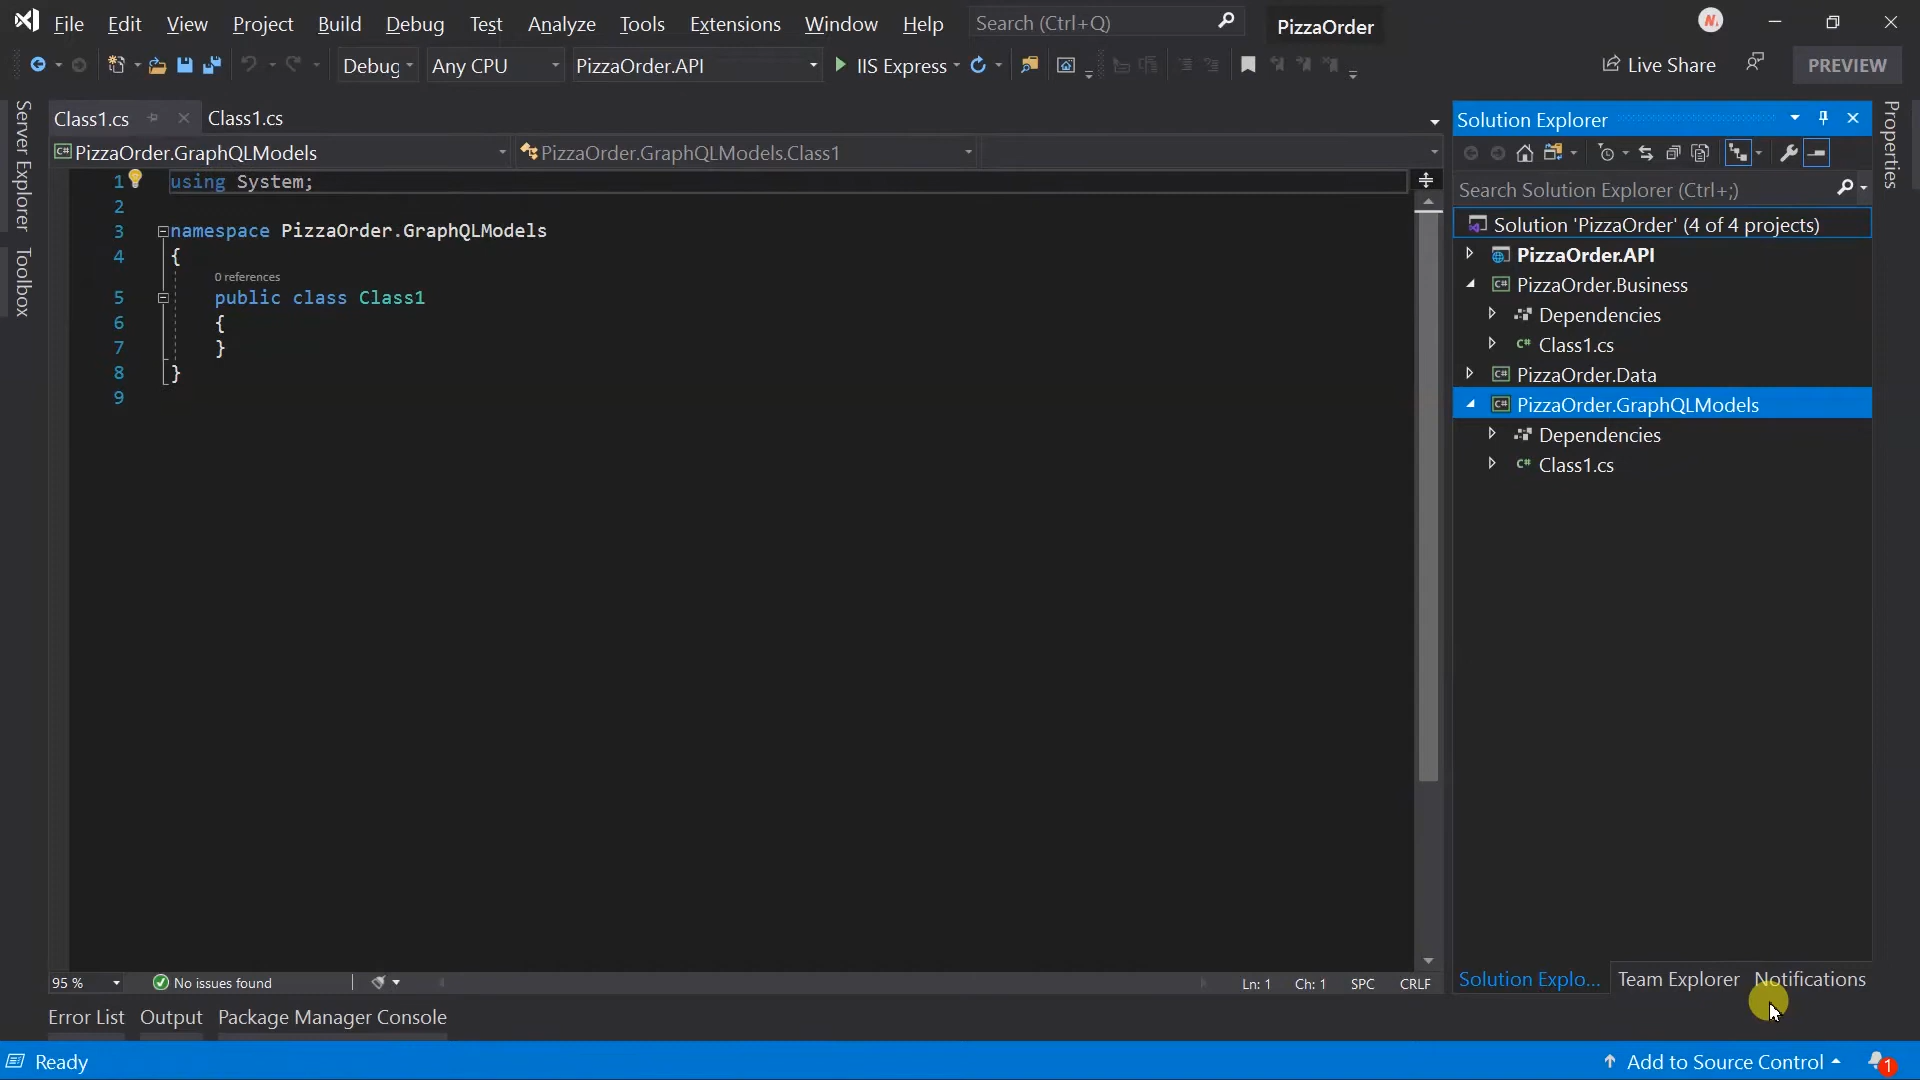 File Edit View Project Build Debug Test Analyze Tools Extensions Window Help Search (Ctrl+Q) PizzaOrder
Debug Any CPU PizzaOrder.API IIS Express Live Share PREVIEW
Server Explorer
Toolbox
Class1.cs Class1.cs
PizzaOrder.GraphQLModels PizzaOrder.GraphQLModels.Class1
1 using System;
2
3 namespace PizzaOrder.GraphQLModels
4 {
0 references
5 public class Class1
6 {
7 }
8 }
9
95 % No issues found Ln: 1 Ch: 1 SPC CRLF
Solution Explorer
Search Solution Explorer (Ctrl+;)
Solution 'PizzaOrder' (4 of 4 projects)
PizzaOrder.API
PizzaOrder.Business
Dependencies
C# Class1.cs
PizzaOrder.Data
PizzaOrder.GraphQLModels
Dependencies
C# Class1.cs
Solution Explo... Team Explorer Notifications
Properties
Error List Output Package Manager Console
Ready Add to Source Control 1